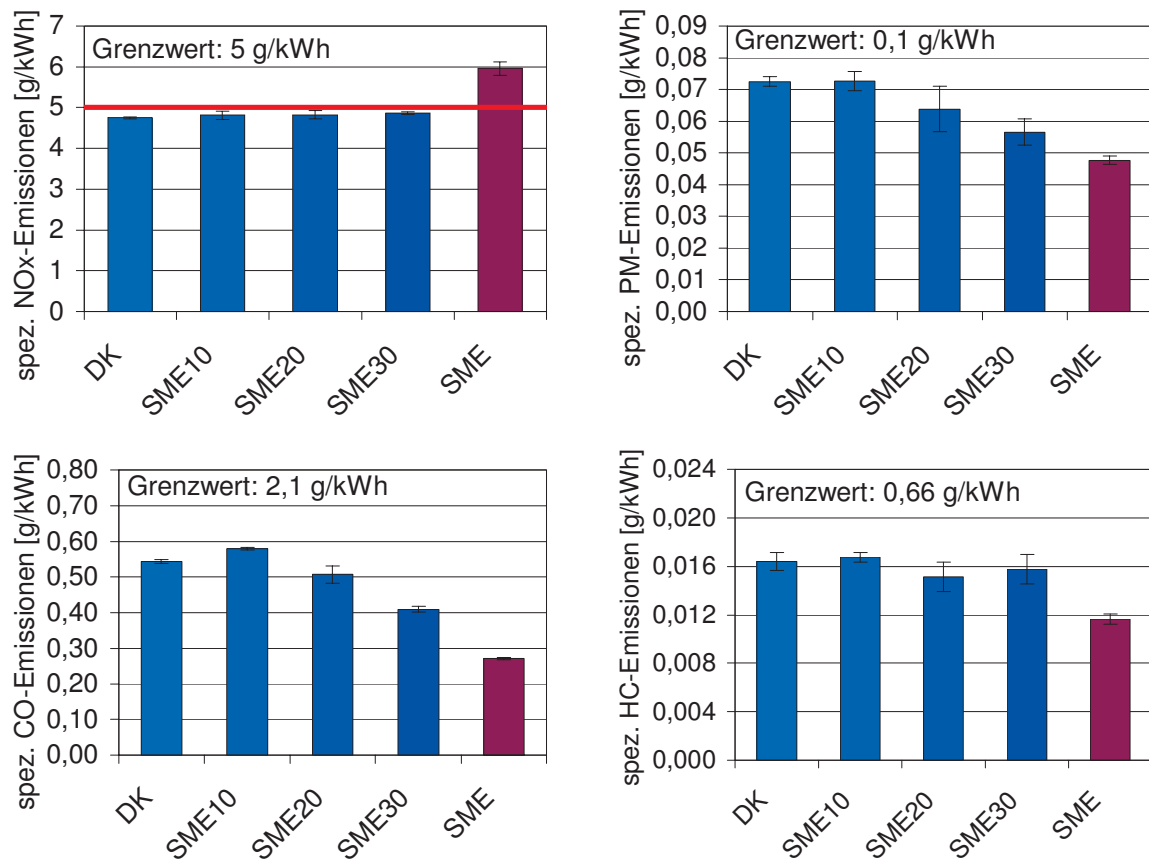 spez. NOx-Emissionen [g/kWh]
7
6
5
4
3
2
1
0
Grenzwert: 5 g/kWh
DK
SME10
SME20
SME30
SME
spez. PM-Emissionen [g/kWh]
0,09
0,08
0,07
0,06
0,05
0,04
0,03
0,02
0,01
0,00
Grenzwert: 0,1 g/kWh
DK
SME10
SME20
SME30
SME
spez. CO-Emissionen [g/kWh]
0,80
0,70
0,60
0,50
0,40
0,30
0,20
0,10
0,00
Grenzwert: 2,1 g/kWh
DK
SME10
SME20
SME30
SME
spez. HC-Emissionen [g/kWh]
0,024
0,020
0,016
0,012
0,008
0,004
0,000
Grenzwert: 0,66 g/kWh
DK
SME10
SME20
SME30
SME